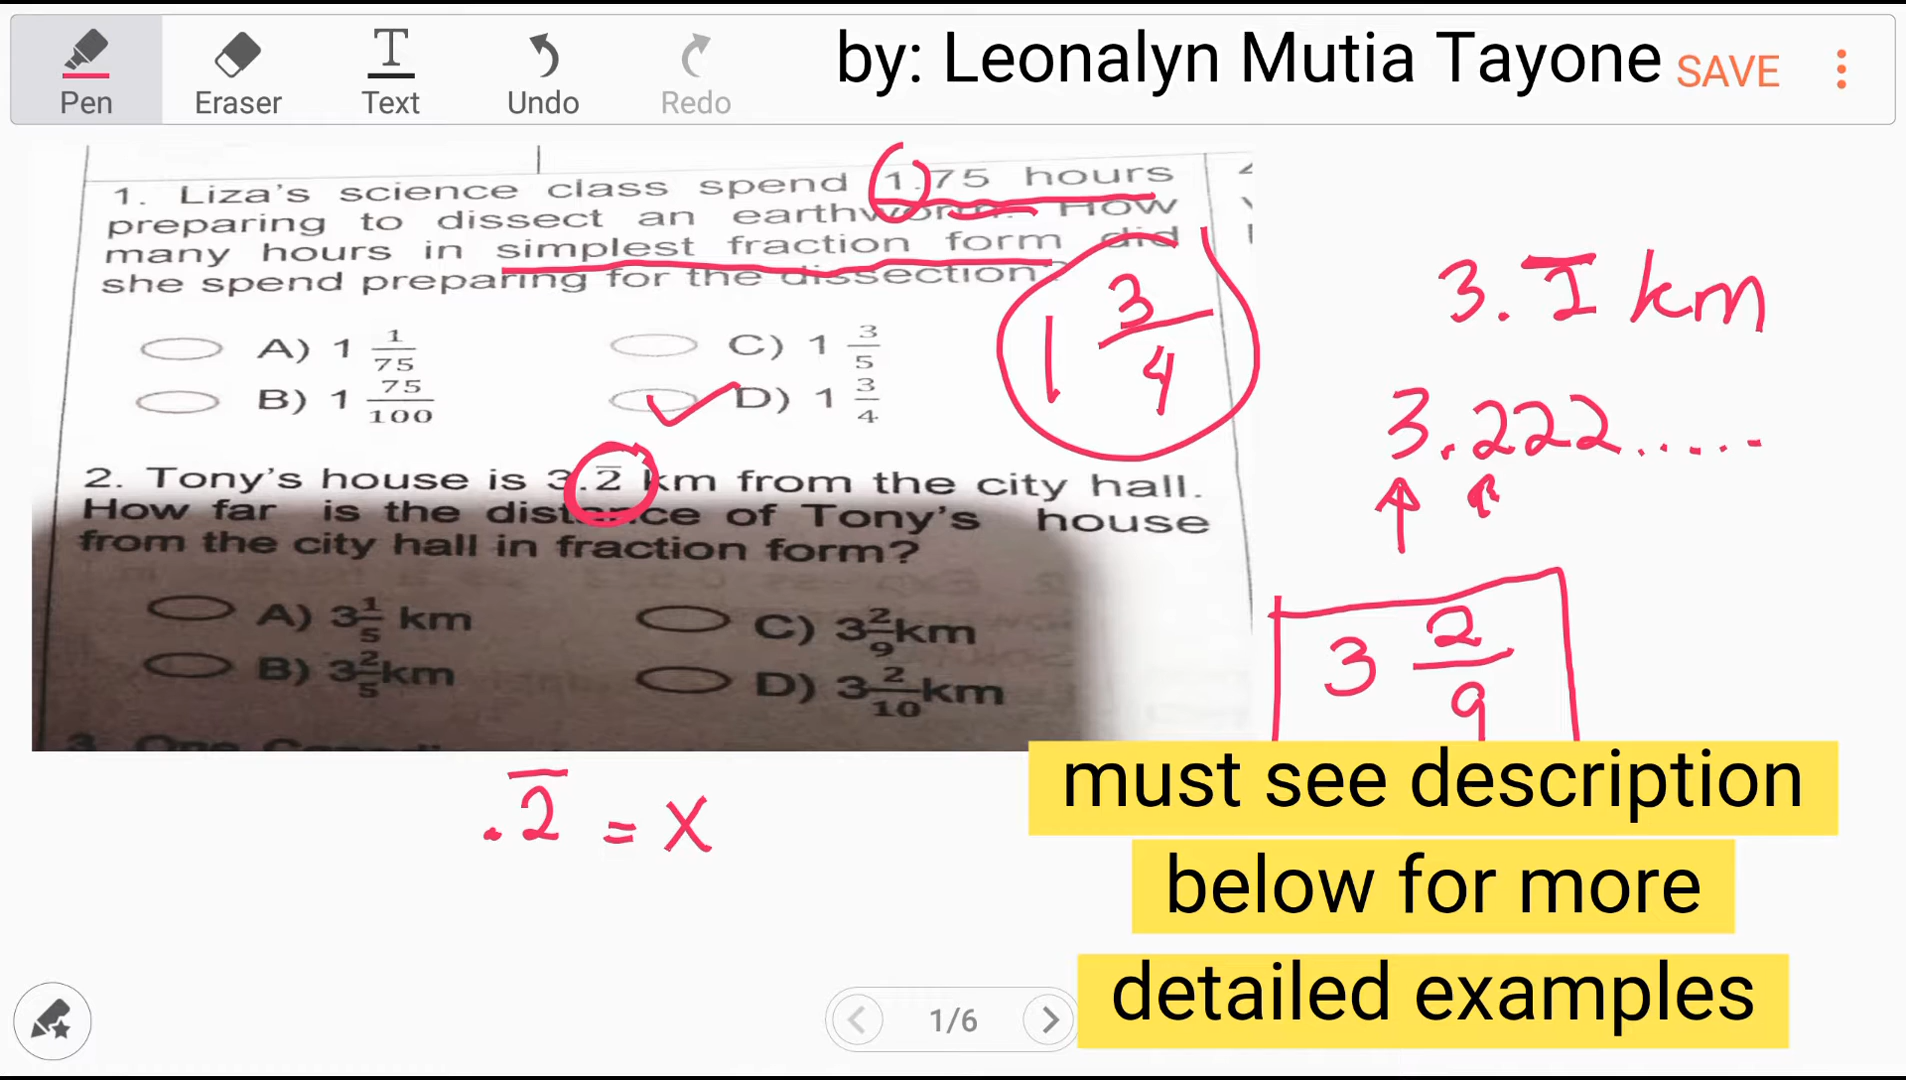 Pen
Eraser
Text
Undo
Redo
by: Leonalyn Mutia Tayone
SAVE
1. Liza's science class spend 1.75 hours
preparing to dissect an earthworm. How
many hours in simplest fraction form did
she spend preparing for the dissection?
A) 1 1/75
C) 1 3/5
B) 1 75/100
D) 1 3/4
1 3/4
2. Tony's house is 3.2̅ km from the city hall.
How far is the distance of Tony's house
from the city hall in fraction form?
A) 3 1/5 km
C) 3 2/9 km
B) 3 2/5 km
D) 3 2/10 km
3.2̅ km
3.222.....
3 2/9
.2̅ = x
must see description
below for more
detailed examples
1/6